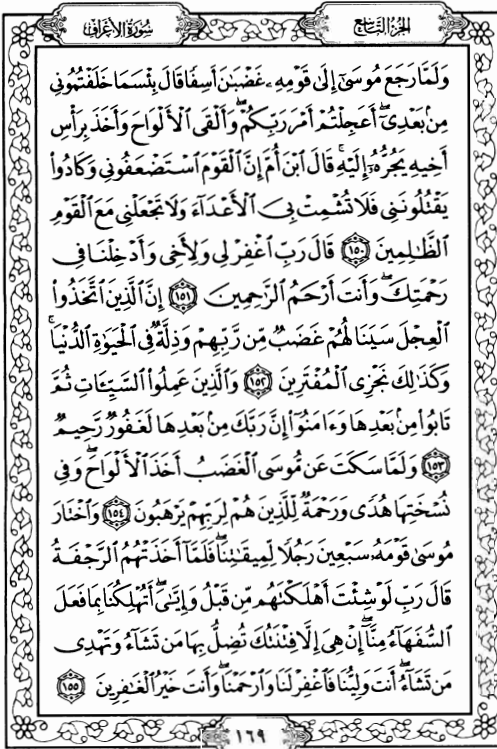 الجزء التاسع
سورة الأعراف
وَلَمَّا رَجَعَ مُوسَىٰٓ إِلَىٰ قَوْمِهِۦ غَضْبَٰنَ أَسِفًا قَالَ بِئْسَمَا خَلَفْتُمُونِى
مِنۢ بَعْدِىٓۖ أَعَجِلْتُمْ أَمْرَ رَبِّكُمْۖ وَأَلْقَى ٱلْأَلْوَاحَ وَأَخَذَ بِرَأْسِ
أَخِيهِ يَجُرُّهُۥٓ إِلَيْهِۚ قَالَ ٱبْنَ أُمَّ إِنَّ ٱلْقَوْمَ ٱسْتَضْعَفُونِى وَكَادُوا۟
يَقْتُلُونَنِى فَلَا تُشْمِتْ بِىَ ٱلْأَعْدَآءَ وَلَا تَجْعَلْنِى مَعَ ٱلْقَوْمِ
ٱلظَّٰلِمِينَ ١٥٠ قَالَ رَبِّ ٱغْفِرْ لِى وَلِأَخِى وَأَدْخِلْنَا فِى
رَحْمَتِكَۖ وَأَنتَ أَرْحَمُ ٱلرَّٰحِمِينَ ١٥١ إِنَّ ٱلَّذِينَ ٱتَّخَذُوا۟
ٱلْعِجْلَ سَيَنَالُهُمْ غَضَبٌ مِّن رَّبِّهِمْ وَذِلَّةٌ فِى ٱلْحَيَوٰةِ ٱلدُّنْيَاۚ
وَكَذَٰلِكَ نَجْزِى ٱلْمُفْتَرِينَ ١٥٢ وَٱلَّذِينَ عَمِلُوا۟ ٱلسَّيِّـَٔاتِ ثُمَّ
تَابُوا۟ مِنۢ بَعْدِهَا وَءَامَنُوٓا۟ إِنَّ رَبَّكَ مِنۢ بَعْدِهَا لَغَفُورٌ رَّحِيمٌ
١٥٣ وَلَمَّا سَكَتَ عَن مُّوسَى ٱلْغَضَبُ أَخَذَ ٱلْأَلْوَاحَۖ وَفِى
نُسْخَتِهَا هُدًى وَرَحْمَةٌ لِّلَّذِينَ هُمْ لِرَبِّهِمْ يَرْهَبُونَ ١٥٤ وَٱخْتَارَ
مُوسَىٰ قَوْمَهُۥ سَبْعِينَ رَجُلًا لِّمِيقَٰتِنَاۖ فَلَمَّآ أَخَذَتْهُمُ ٱلرَّجْفَةُ
قَالَ رَبِّ لَوْ شِئْتَ أَهْلَكْتَهُم مِّن قَبْلُ وَإِيَّٰىَۖ أَتُهْلِكُنَا بِمَا فَعَلَ
ٱلسُّفَهَآءُ مِنَّآۖ إِنْ هِىَ إِلَّا فِتْنَتُكَ تُضِلُّ بِهَا مَن تَشَآءُ وَتَهْدِى
مَن تَشَآءُۖ أَنتَ وَلِيُّنَا فَٱغْفِرْ لَنَا وَٱرْحَمْنَاۖ وَأَنتَ خَيْرُ ٱلْغَٰفِرِينَ ١٥٥
١٦٩